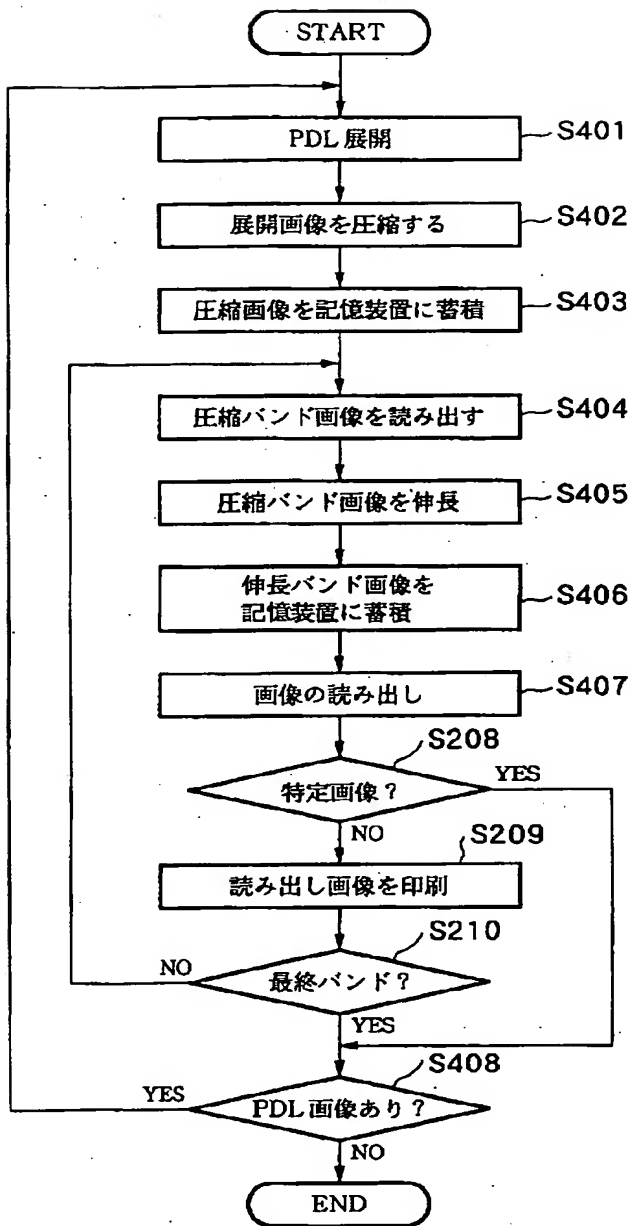 START
PDL 展開
S401
展開画像を圧縮する
S402
圧縮画像を記憶装置に蓄積
S403
圧縮バンド画像を読み出す
S404
圧縮バンド画像を伸長
S405
伸長バンド画像を
記憶装置に蓄積
S406
画像の読み出し
S407
S208
特定画像?
YES
NO
S209
読み出し画像を印刷
S210
NO
最終バンド?
YES
S408
YES
PDL 画像あり?
NO
END